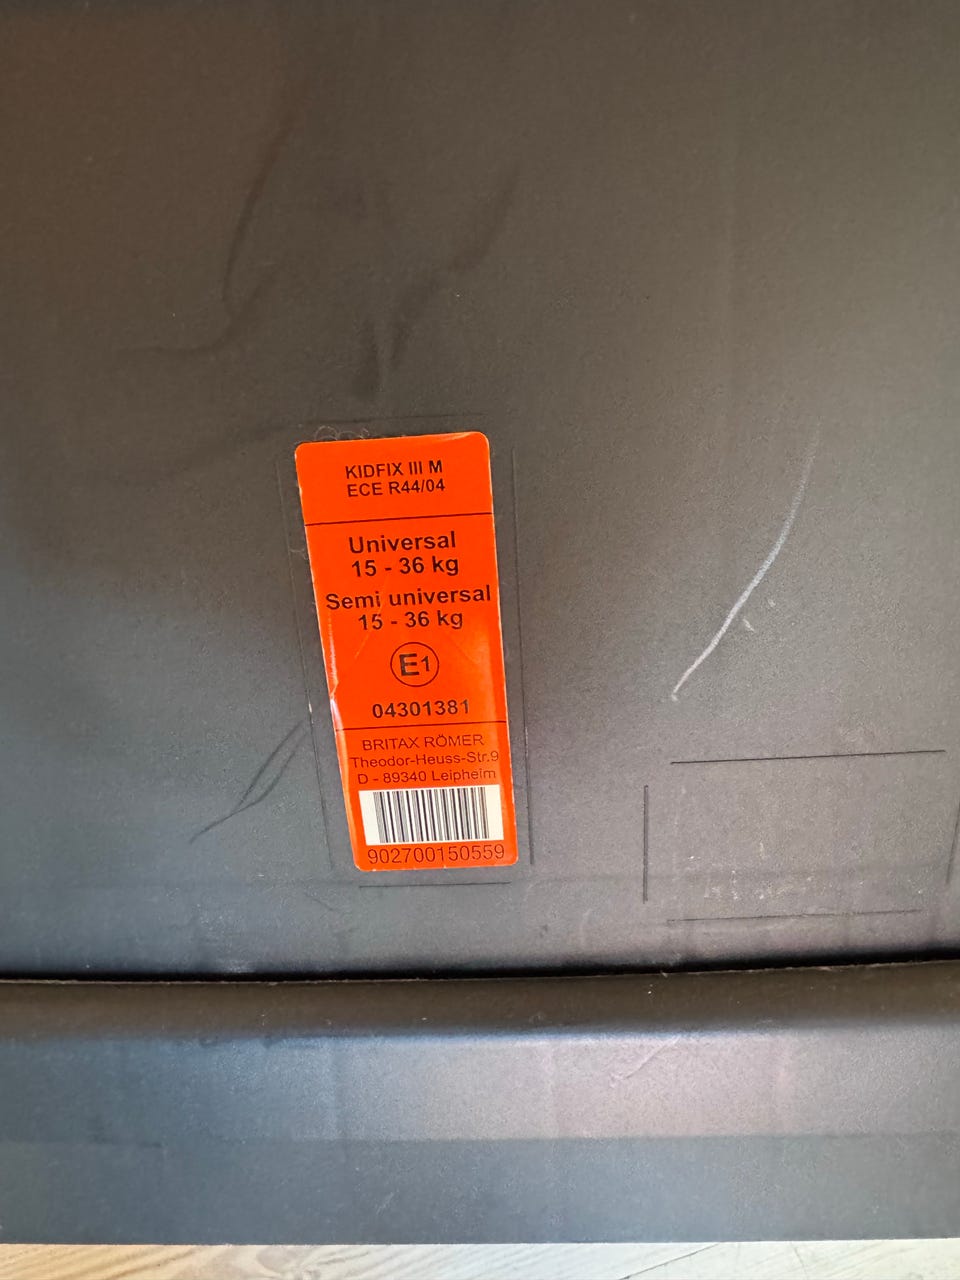 KIDFIX III M
ECE R44/04
Universal
15 - 36 kg
Semi universal
15 - 36 kg
E1
04301381
BRITAX RÖMER
Theodor-Heuss-Str.9
D - 89340 Leipheim
902700150559